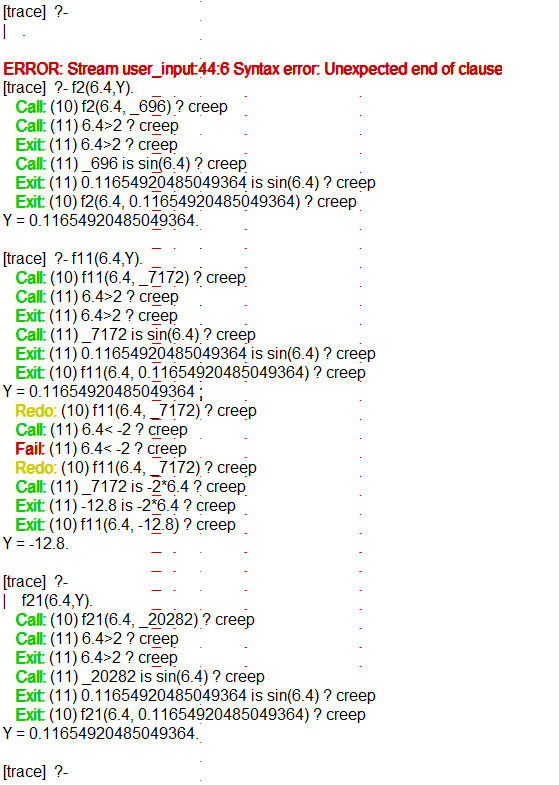 [trace]  ?-
|    .
ERROR: Stream user_input:44:6 Syntax error: Unexpected end of clause
[trace]  ?- f2(6.4,Y).
Call: (10) f2(6.4, _696) ? creep
Call: (11) 6.4>2 ? creep
Exit: (11) 6.4>2 ? creep
Call: (11) _696 is sin(6.4) ? creep
Exit: (11) 0.11654920485049364 is sin(6.4) ? creep
Exit: (10) f2(6.4, 0.11654920485049364) ? creep
Y = 0.11654920485049364.
[trace]  ?- f11(6.4,Y).
Call: (10) f11(6.4, _7172) ? creep
Call: (11) 6.4>2 ? creep
Exit: (11) 6.4>2 ? creep
Call: (11) _7172 is sin(6.4) ? creep
Exit: (11) 0.11654920485049364 is sin(6.4) ? creep
Exit: (10) f11(6.4, 0.11654920485049364) ? creep
Y = 0.11654920485049364 ;
Redo: (10) f11(6.4, _7172) ? creep
Call: (11) 6.4< -2 ? creep
Fail: (11) 6.4< -2 ? creep
Redo: (10) f11(6.4, _7172) ? creep
Call: (11) _7172 is -2*6.4 ? creep
Exit: (11) -12.8 is -2*6.4 ? creep
Exit: (10) f11(6.4, -12.8) ? creep
Y = -12.8.
[trace]  ?-
|    f21(6.4,Y).
Call: (10) f21(6.4, _20282) ? creep
Call: (11) 6.4>2 ? creep
Exit: (11) 6.4>2 ? creep
Call: (11) _20282 is sin(6.4) ? creep
Exit: (11) 0.11654920485049364 is sin(6.4) ? creep
Exit: (10) f21(6.4, 0.11654920485049364) ? creep
Y = 0.11654920485049364.
[trace]  ?-